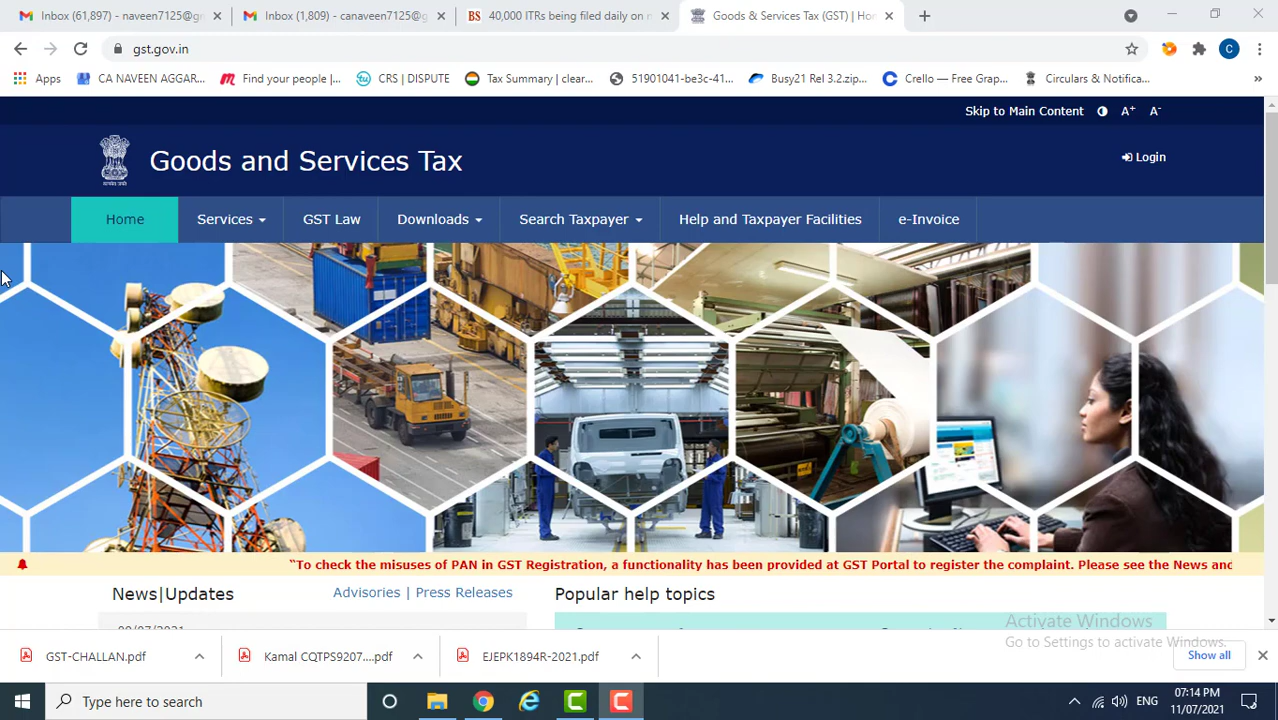 Inbox (61,897) - naveen7125@gm
Inbox (1,809) - canaveen7125@g
BS 40,000 ITRs being filed daily on n
Goods & Services Tax (GST) | Hom
gst.gov.in
C
Apps
CA NAVEEN AGGAR...
Find your people |...
CRS | DISPUTE
Tax Summary | clear...
51901041-be3c-41...
Busy21 Rel 3.2.zip...
Crello — Free Grap...
Circulars & Notifica...
Skip to Main Content A+ A-
Goods and Services Tax
Login
Home Services GST Law Downloads Search Taxpayer Help and Taxpayer Facilities e-Invoice
"To check the misuses of PAN in GST Registration, a functionality has been provided at GST Portal to register the complaint. Please see the News and
News|Updates
Advisories | Press Releases
Popular help topics
Activate Windows
Go to Settings to activate Windows.
GST-CHALLAN.pdf
Kamal CQTPS9207....pdf
EJEPK1894R-2021.pdf
Show all
Type here to search
ENG
07:14 PM
11/07/2021